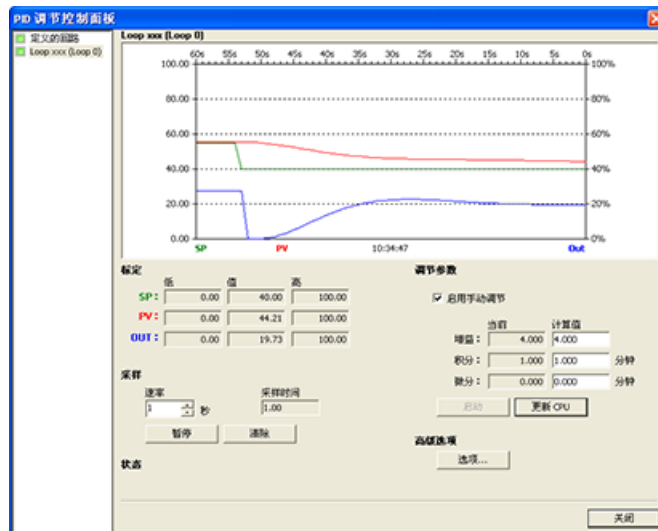 PID 调节控制面板
定义的回路
Loop xxx (Loop 0)
Loop xxx (Loop 0)
60s 55s 50s 45s 40s 35s 30s 25s 20s 15s 10s 5s 0s
100.00 100%
80.00 80%
60.00 60%
40.00 40%
20.00 20%
0.00 0%
SP PV 10:34:47 Out
标定
低 值 高
SP: 0.00 40.00 100.00
PV: 0.00 44.21 100.00
OUT: 0.00 19.73 100.00
采样
速率 采样时间
1 秒 1.00
暂停 清除
状态
调节参数
启用手动调节
当前 计算值
增益: 4.000 4.000
积分: 1.000 1.000 分钟
微分: 0.000 0.000 分钟
启动 更新 CPU
高级选项
选项...
关闭